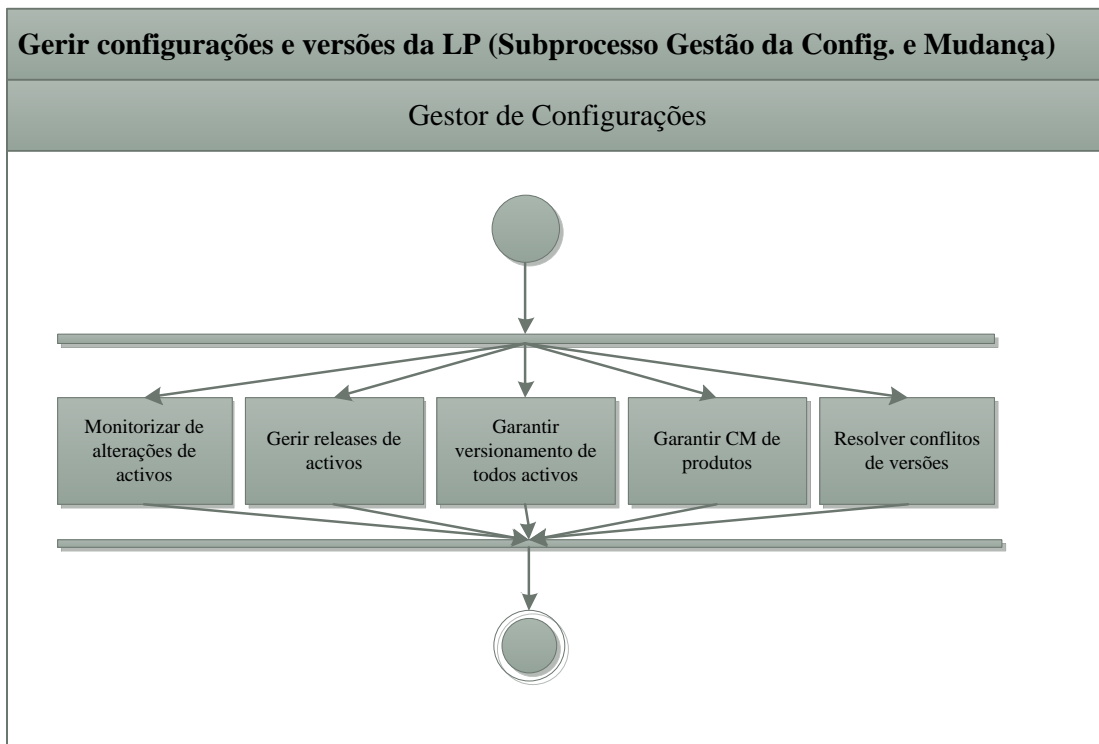 Gerir configurações e versões da LP (Subprocesso Gestão da Config. e Mudança)
Gestor de Configurações
Monitorizar de
alterações de
activos
Gerir releases de
activos
Garantir
versionamento de
todos activos
Garantir CM de
produtos
Resolver conflitos
de versões